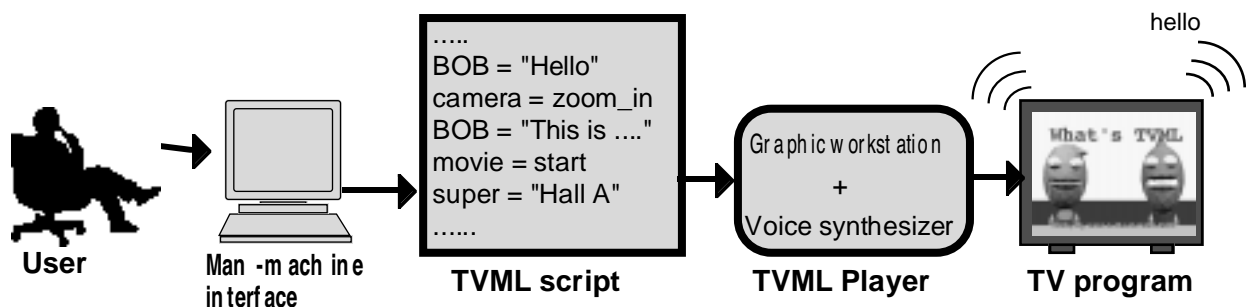 User
Man-machine
interface
.....
BOB = "Hello"
camera = zoom_in
BOB = "This is ...."
movie = start
super = "Hall A"
......
TVML script
Graphic workstation
+
Voice synthesizer
TVML Player
hello
What's TVML
TV program